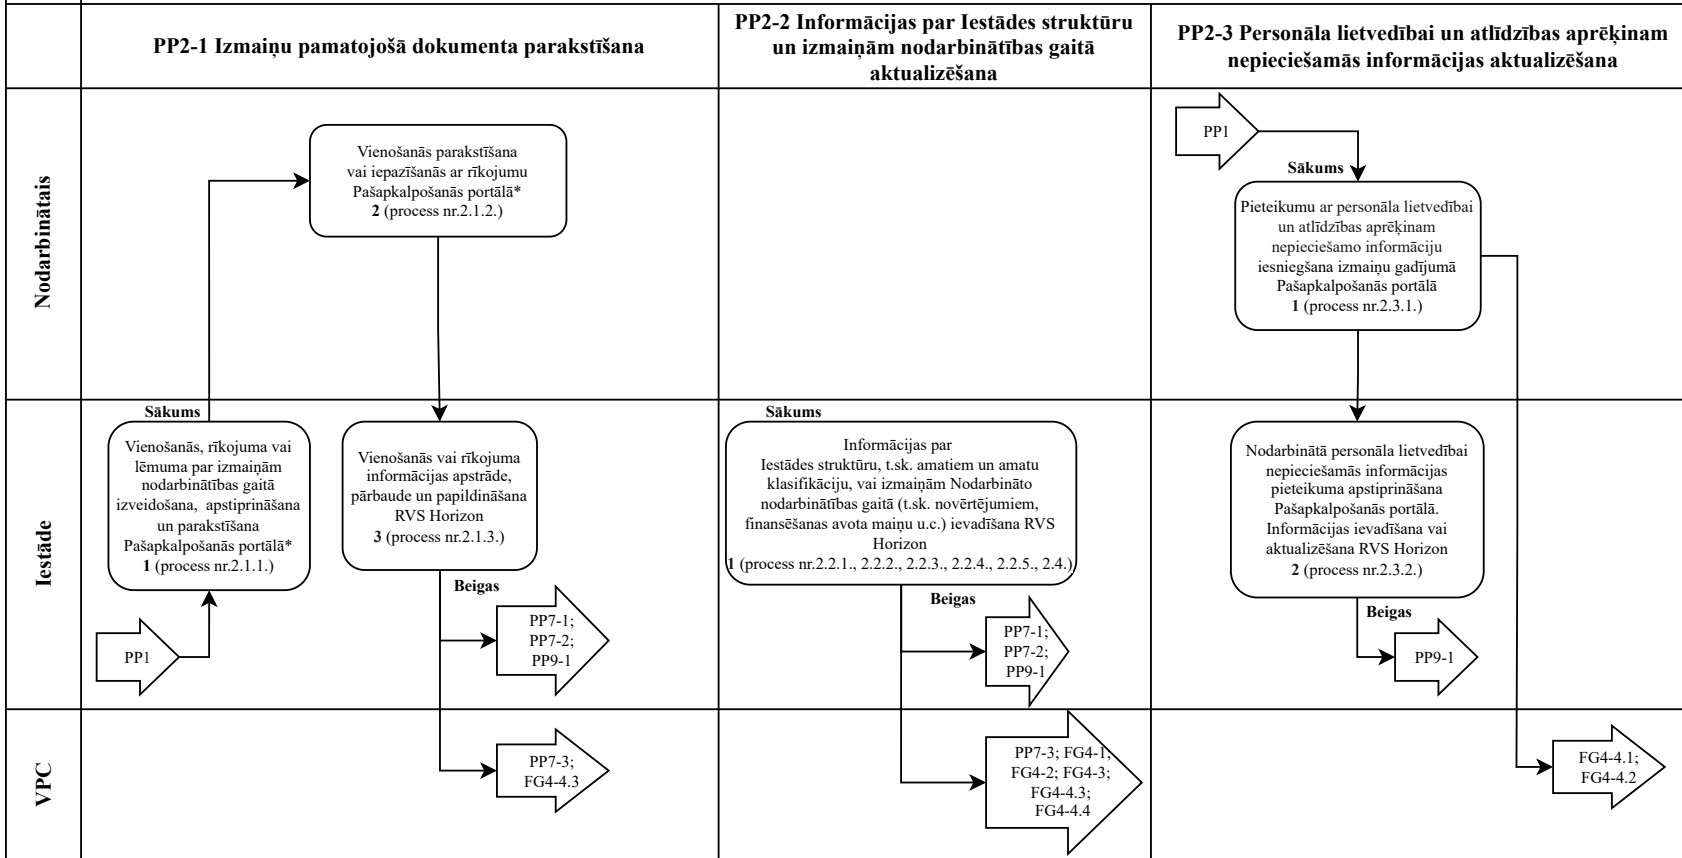 PP2-1 Izmaiņu pamatojošā dokumenta parakstīšana
PP2-2 Informācijas par Iestādes struktūru
un izmaiņām nodarbinātības gaitā
aktualizēšana
PP2-3 Personāla lietvedībai un atlīdzības aprēķinam
nepieciešamās informācijas aktualizēšana
Nodarbinātais
Vienošanās parakstīšana
vai iepazīšanās ar rīkojumu
Pašapkalpošanās portālā*
2 (process nr.2.1.2.)
PP1
Sākums
Pieteikumu ar personāla lietvedībai
un atlīdzības aprēķinam
nepieciešamo informāciju
iesniegšana izmaiņu gadījumā
Pašapkalpošanās portālā
1 (process nr.2.3.1.)
Iestāde
Sākums
Vienošanās, rīkojuma vai
lēmuma par izmaiņām
nodarbinātības gaitā
izveidošana, apstiprināšana
un parakstīšana
Pašapkalpošanās portālā*
1 (process nr.2.1.1.)
PP1
Vienošanās vai rīkojuma
informācijas apstrāde,
pārbaude un papildināšana
RVS Horizon
3 (process nr.2.1.3.)
Beigas
PP7-1;
PP7-2;
PP9-1
Sākums
Informācijas par
Iestādes struktūru, t.sk. amatiem un amatu
klasifikāciju, vai izmaiņām Nodarbināto
nodarbinātības gaitā (t.sk. novērtējumiem,
finansēšanas avota maiņu u.c.) ievadīšana RVS
Horizon
1 (process nr.2.2.1., 2.2.2., 2.2.3., 2.2.4., 2.2.5., 2.4.)
Beigas
PP7-1;
PP7-2;
PP9-1
Nodarbinātā personāla lietvedībai
nepieciešamās informācijas
pieteikuma apstiprināšana
Pašapkalpošanās portālā.
Informācijas ievadīšana vai
aktualizēšana RVS Horizon
2 (process nr.2.3.2.)
Beigas
PP9-1
VPC
PP7-3;
FG4-4.3
PP7-3; FG4-1;
FG4-2; FG4-3;
FG4-4.3;
FG4-4.4
FG4-4.1;
FG4-4.2